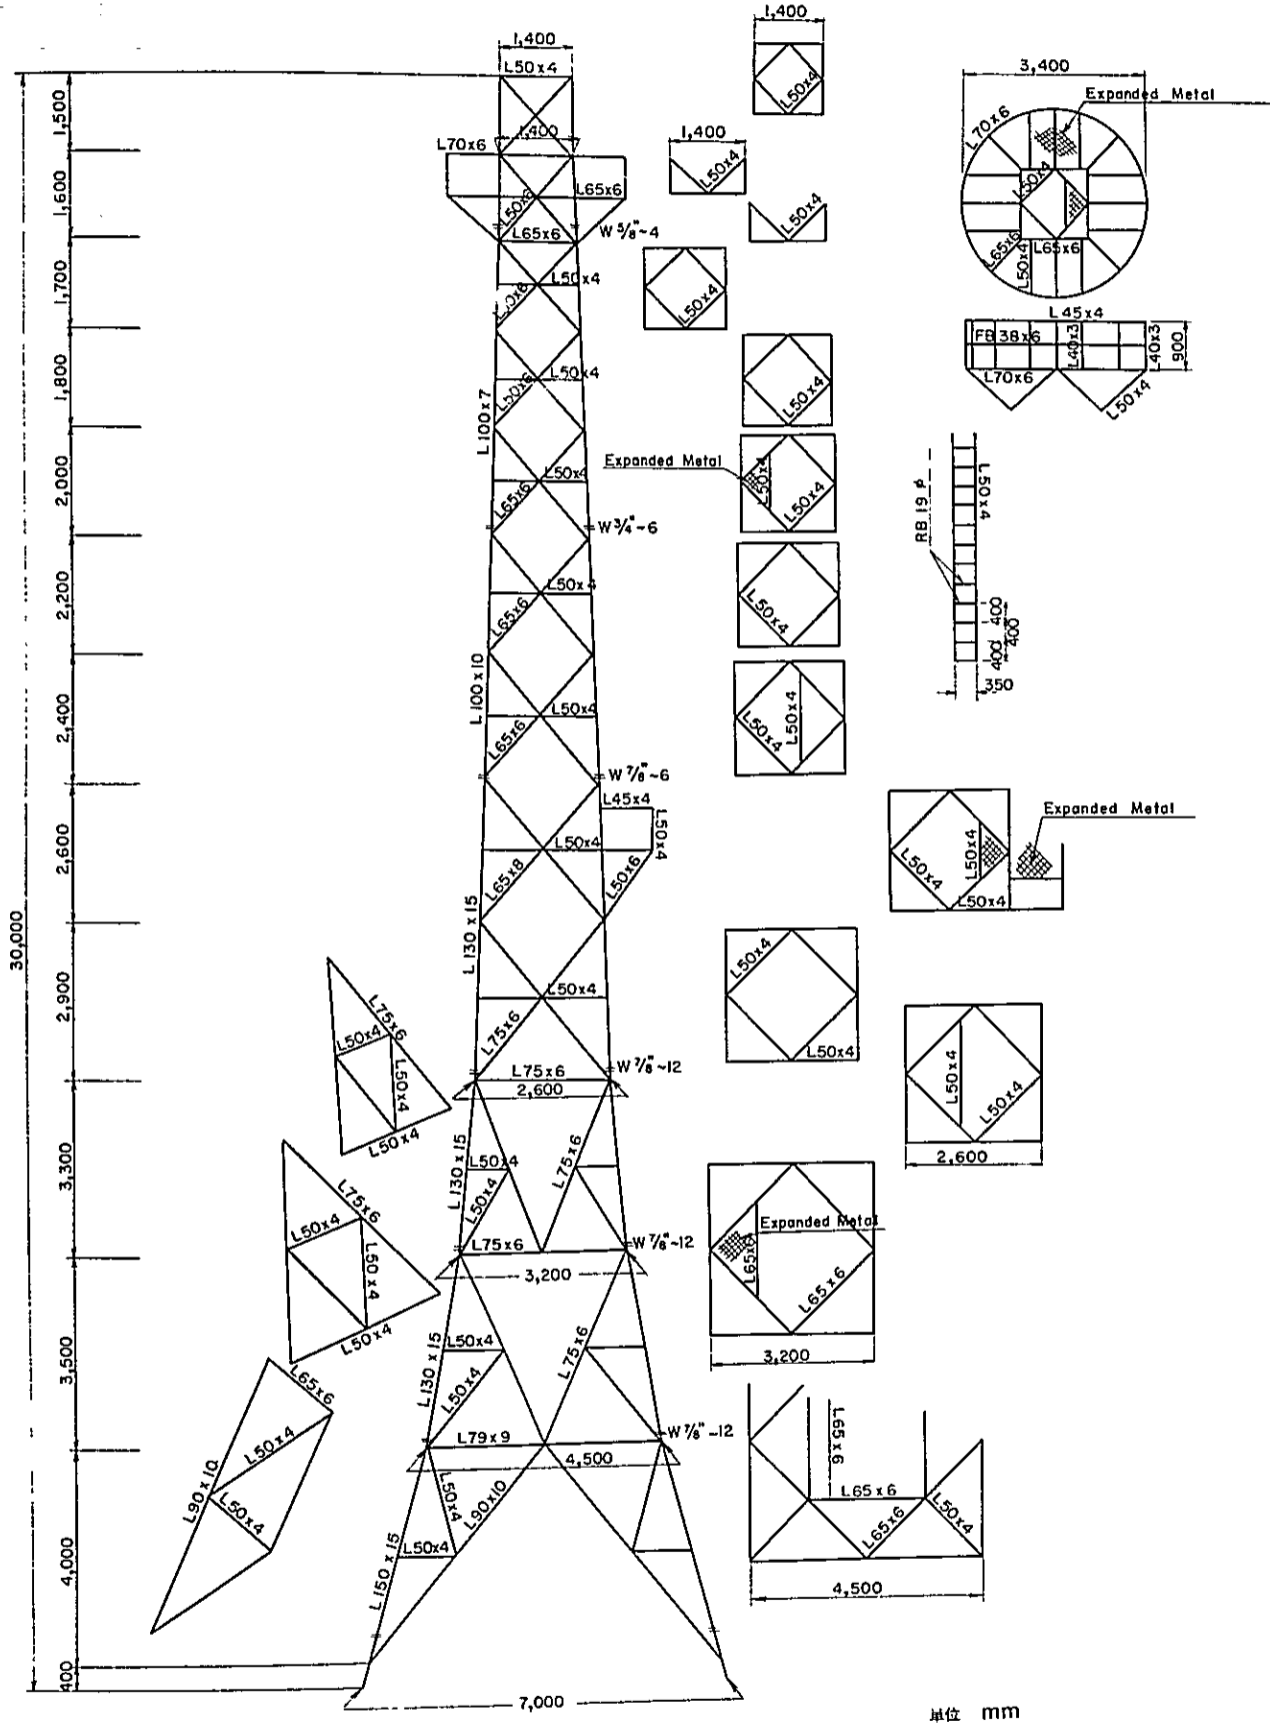 1,400
L50x4
1,400
L70x6
L50x6
L65x6
L65x6
W 5/8"~4
L50x4
L50x6
L50x4
L50x6
L100x7
L50x4
L65x6
W 3/4"~6
L50x4
L65x6
L100x10
L50x4
L65x6
W 7/8"~6
L45x4
L50x4
L50x4
L65x8
L50x6
L130x15
L50x4
L75x6
W 7/8"~12
L75x6
2,600
L130x15
L50x4
L50x4
L75x6
L75x6
W 7/8"~12
3,200
L130x15
L50x4
L50x4
L75x6
L79x9
W 7/8"~12
4,500
L50x4
L90x10
L50x4
L150x15
7,000
30,000
1,500
1,600
1,700
1,800
2,000
2,200
2,400
2,600
2,900
3,300
3,500
4,000
400
L75x6
L50x4
L50x4
L50x4
L75x6
L50x4
L50x4
L50x4
L65x6
L50x4
L90x10
L50x4
1,400
L50x4
1,400
L50x4
L50x4
L50x4
L50x4
Expanded Metal
L50x4
L50x4
L50x4
L50x4
L50x4
Expanded Metal
L50x4
L50x4
L50x4
L50x4
L50x4
L50x4
L50x4
2,600
Expanded Metal
L65x6
L65x6
3,200
L65x6
L65x6
L65x6
L50x4
4,500
3,400
Expanded Metal
L70x6
L50x4
L65x6
L65x6
L50x4
L45x4
FB 38x6
L40x3
L40x3
900
L70x6
L50x4
L50x4
RB 19 φ
400
400
400
350
単位 mm